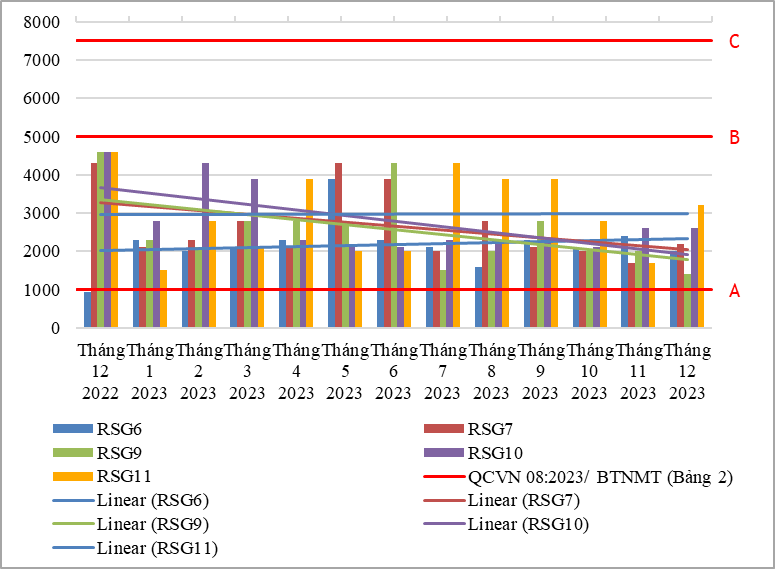 8000
7000
6000
5000
4000
3000
2000
1000
0
C
B
A
Tháng 12 2022
Tháng 1 2023
Tháng 2 2023
Tháng 3 2023
Tháng 4 2023
Tháng 5 2023
Tháng 6 2023
Tháng 7 2023
Tháng 8 2023
Tháng 9 2023
Tháng 10 2023
Tháng 11 2023
Tháng 12 2023
RSG6
RSG7
RSG9
RSG10
RSG11
QCVN 08:2023/ BTNMT (Bảng 2)
Linear (RSG6)
Linear (RSG7)
Linear (RSG9)
Linear (RSG10)
Linear (RSG11)